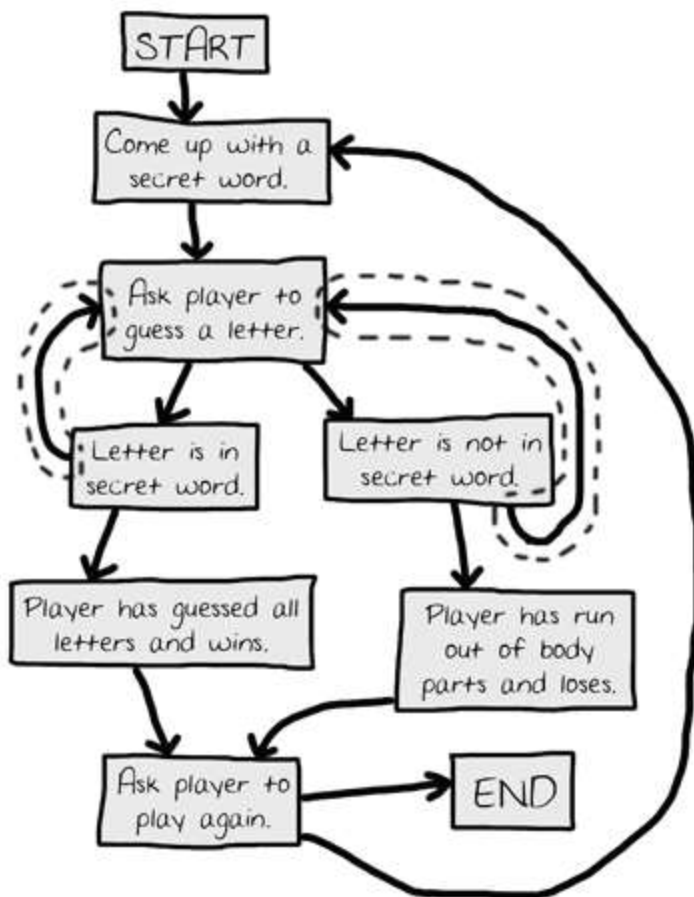 START
Come up with a
secret word.
Ask player to
guess a letter.
Letter is in
secret word.
Letter is not in
secret word.
Player has guessed all
letters and wins.
Player has run
out of body
parts and loses.
Ask player to
play again.
END